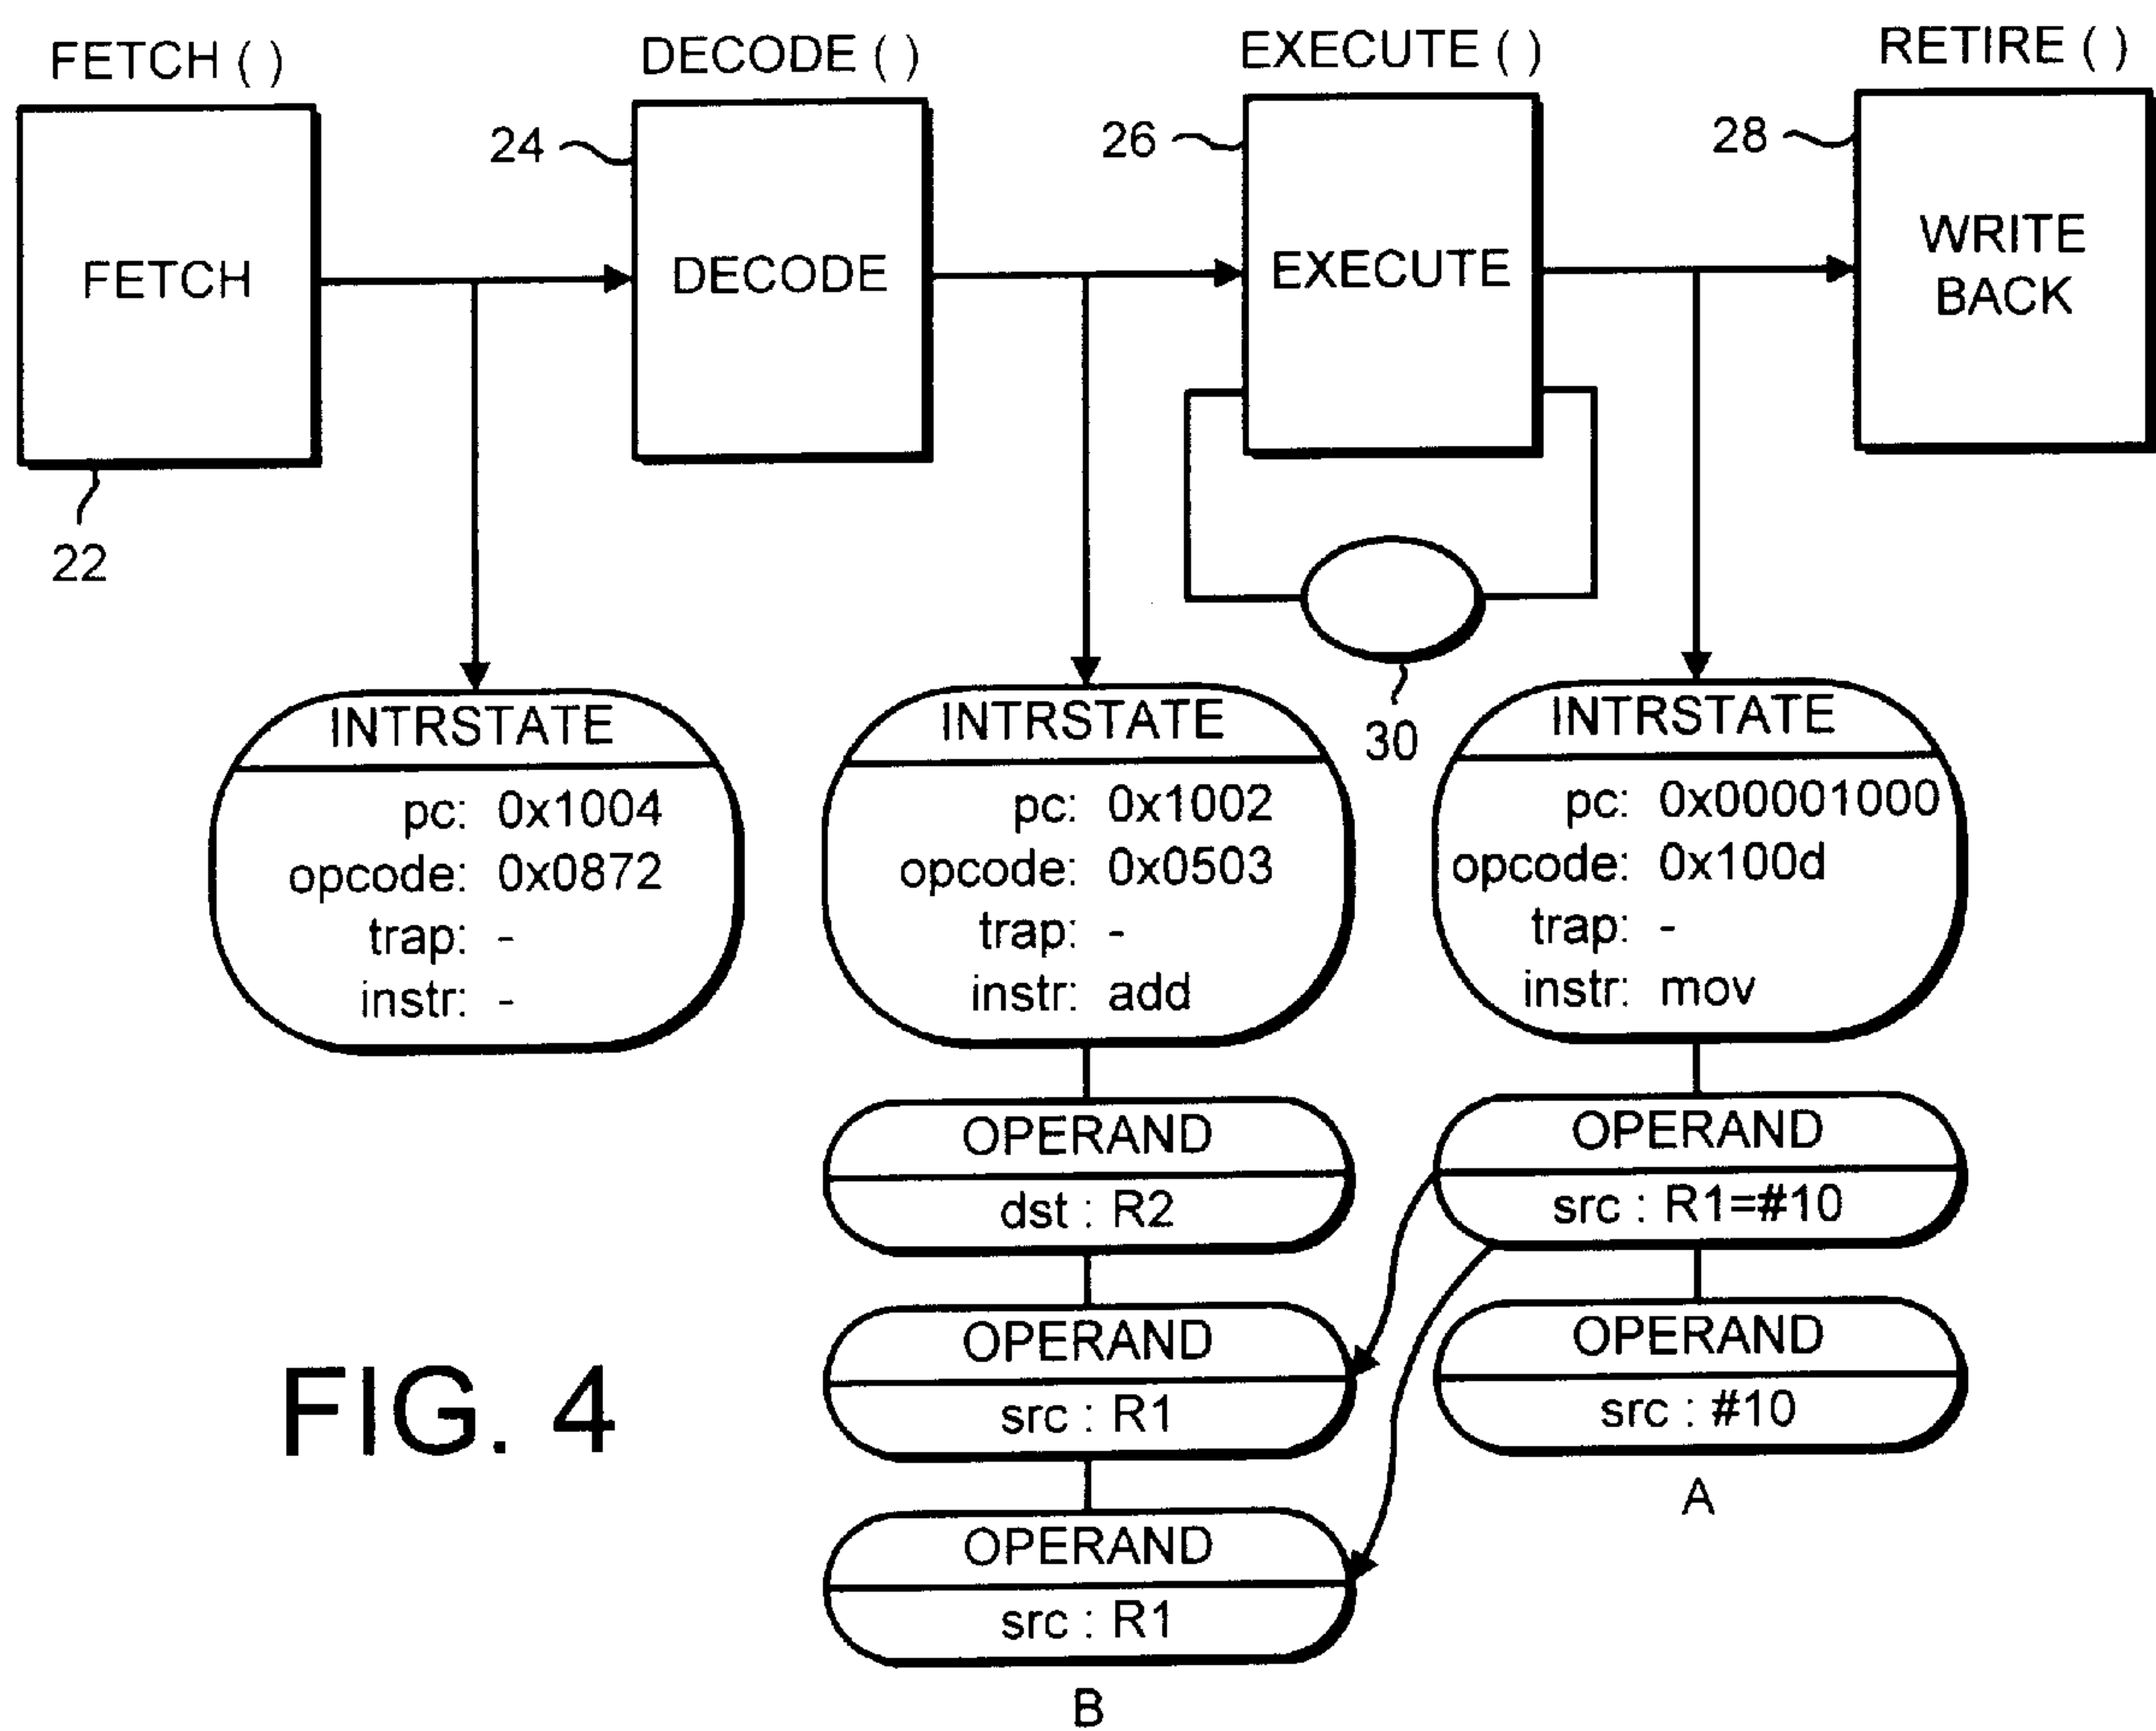 FETCH ( )
DECODE ( )
EXECUTE ( )
RETIRE ( )
24
26
28
FETCH
DECODE
EXECUTE
WRITE
BACK
22
30
INTRSTATE
pc: 0x1004
opcode: 0x0872
trap: -
instr: -
INTRSTATE
pc: 0x1002
opcode: 0x0503
trap: -
instr: add
OPERAND
dst : R2
OPERAND
src : R1
OPERAND
src : R1
B
INTRSTATE
pc: 0x00001000
opcode: 0x100d
trap: -
instr: mov
OPERAND
src : R1=#10
OPERAND
src : #10
A
FIG. 4